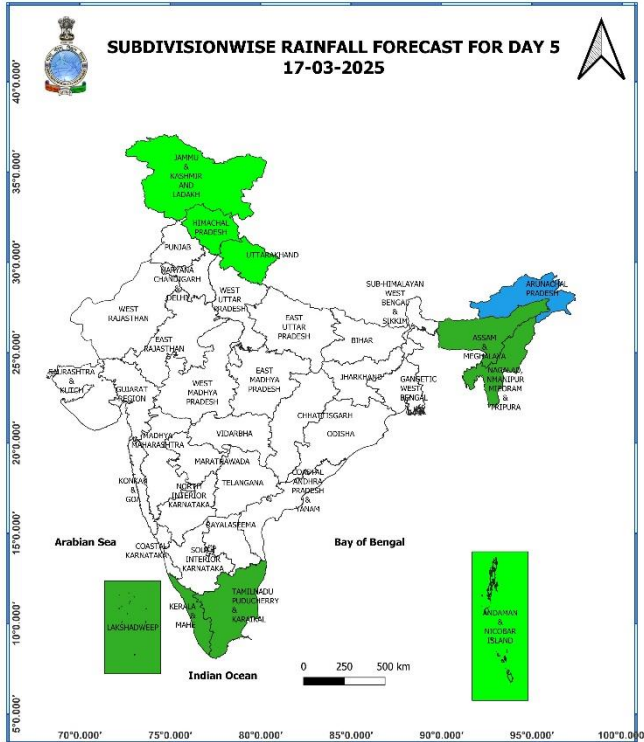 SUBDIVISIONWISE RAINFALL FORECAST FOR DAY 5
17-03-2025
40°0.000'
35°0.000'
30°0.000'
25°0.000'
20°0.000'
15°0.000'
10°0.000'
5°0.000'
JAMMU
&
KASHMIR
AND
LADAKH
HIMACHAL
PRADESH
PUNJAB
UTTARAKHAND
HARYANA
CHANDIGARH
&
DELHI
WEST
UTTAR
PRADESH
SUB-HIMALAYAN
WEST
BENGAL
&
SIKKIM
ARUNACHAL
PRADESH
WEST
RAJASTHAN
EAST
RAJASTHAN
EAST
UTTAR
PRADESH
BIHAR
ASSAM
&
MEGHALAYA
NAGALAD,
NMANIPUR
MIZORAM
&
TRIPURA
SAURASHTRA
&
KUTCH
GUJARAT
REGION
WEST
MADHYA
PRADESH
EAST
MADHYA
PRADESH
JHARKHAND
GANGETIC
WEST
BENGAL
CHHATTISGARH
ODISHA
MADHYA
MAHARASHTRA
VIDARBHA
MARATHWADA
TELANGANA
KONKAN
&
GOA
NORTH
INTERIOR
KARNATAKA
COASTAL
ANDHRA
PRADESH
&
YANAM
RAYALASEEMA
Arabian Sea
COASTAL
KARNATAKA
INTERIOR
KARNATAKA
Bay of Bengal
LAKSHADWEEP
KERALA
&
MAHE
TAMILNADU
PUDUCHERRY
&
KARAIKAL
ANDAMAN
&
NICOBAR
ISLAND
Indian Ocean
0 250 500 km
70°0.000' 75°0.000' 80°0.000' 85°0.000' 90°0.000' 95°0.000' 100°0.000'